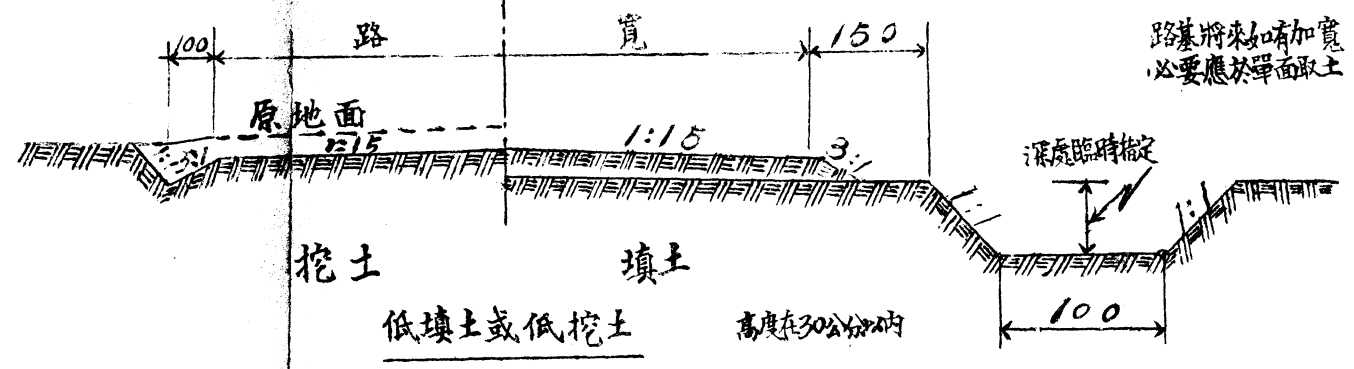 100
路
寬
150
路基將來如有加寬
必要應於單面取土
原地面
1:15
1:15
3:1
3:1
深處臨時指定
1:1
1:1
挖土
填土
100
低填土或低挖土
高度在30公分以內